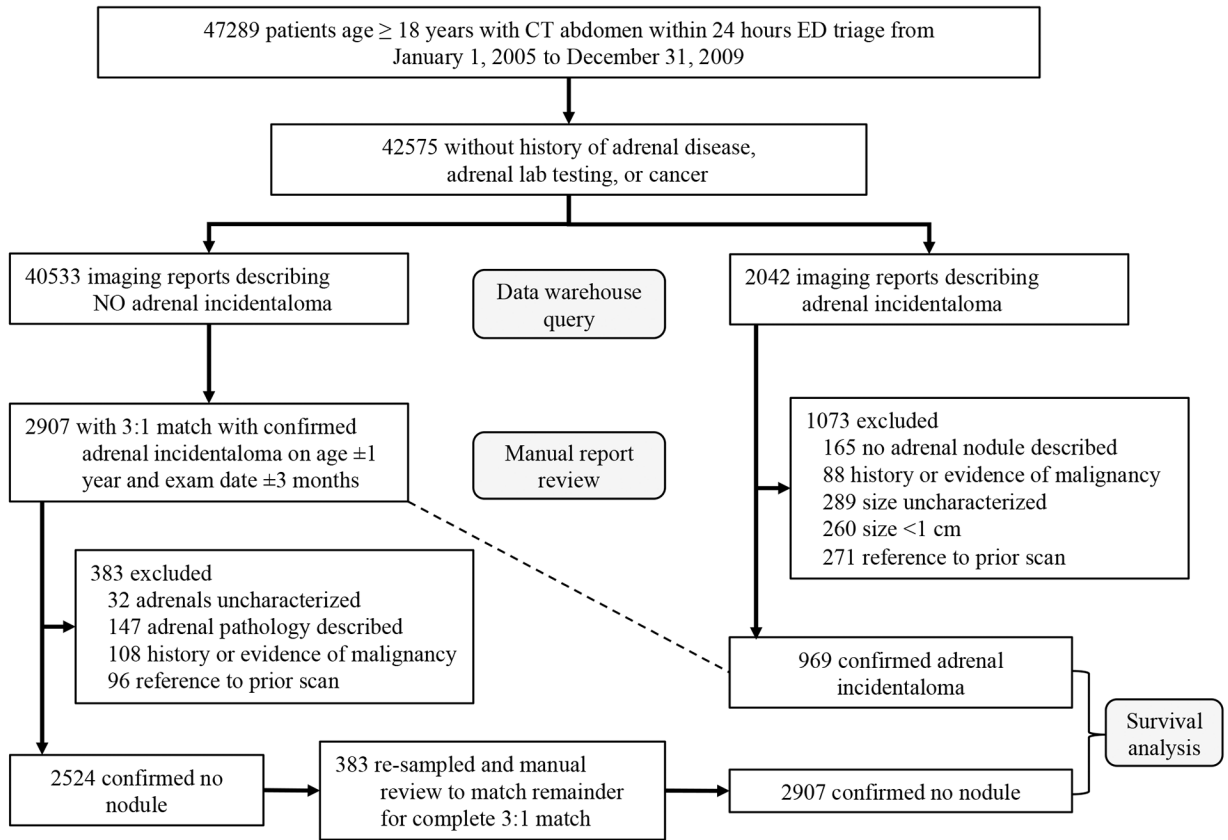 47289 patients age ≥ 18 years with CT abdomen within 24 hours ED triage from
January 1, 2005 to December 31, 2009
42575 without history of adrenal disease,
adrenal lab testing, or cancer
40533 imaging reports describing
NO adrenal incidentaloma
Data warehouse
query
2042 imaging reports describing
adrenal incidentaloma
2907 with 3:1 match with confirmed
adrenal incidentaloma on age ±1
year and exam date ±3 months
Manual report
review
1073 excluded
165 no adrenal nodule described
88 history or evidence of malignancy
289 size uncharacterized
260 size <1 cm
271 reference to prior scan
383 excluded
32 adrenals uncharacterized
147 adrenal pathology described
108 history or evidence of malignancy
96 reference to prior scan
969 confirmed adrenal
incidentaloma
Survival
analysis
2524 confirmed no
nodule
383 re-sampled and manual
review to match remainder
for complete 3:1 match
2907 confirmed no nodule